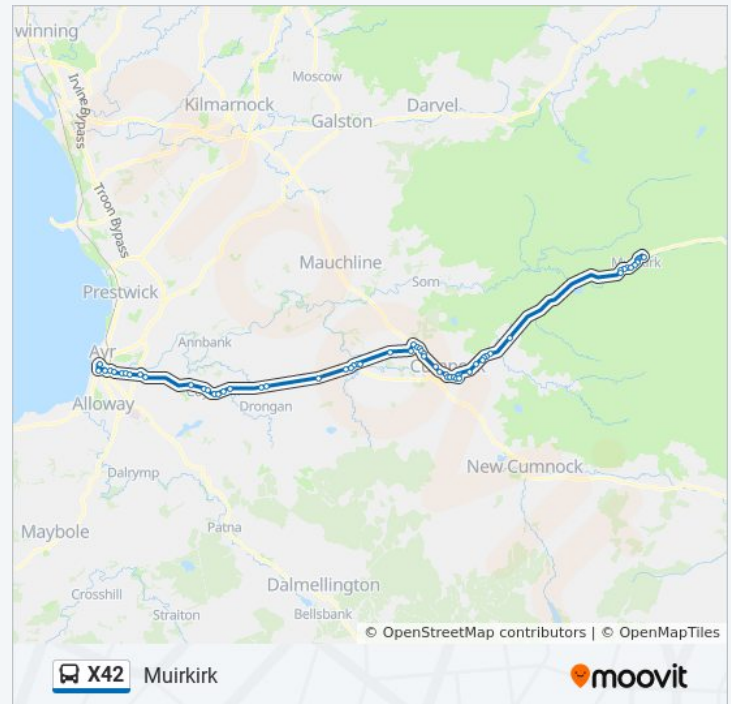 winning
Moscow
Irvine Bypass
Kilmarnock
Darvel
Galston
Troon Bypass
Mauchline
Sorn
Prestwick
Annbank
Ayr
Alloway
Drongan
New Cumnock
Dalrymp
Maybole
Patna
Dalmellington
Crosshill
Straiton
Bellsbank
© OpenStreetMap contributors | © OpenMapTiles
X42 Muirkirk
moovit